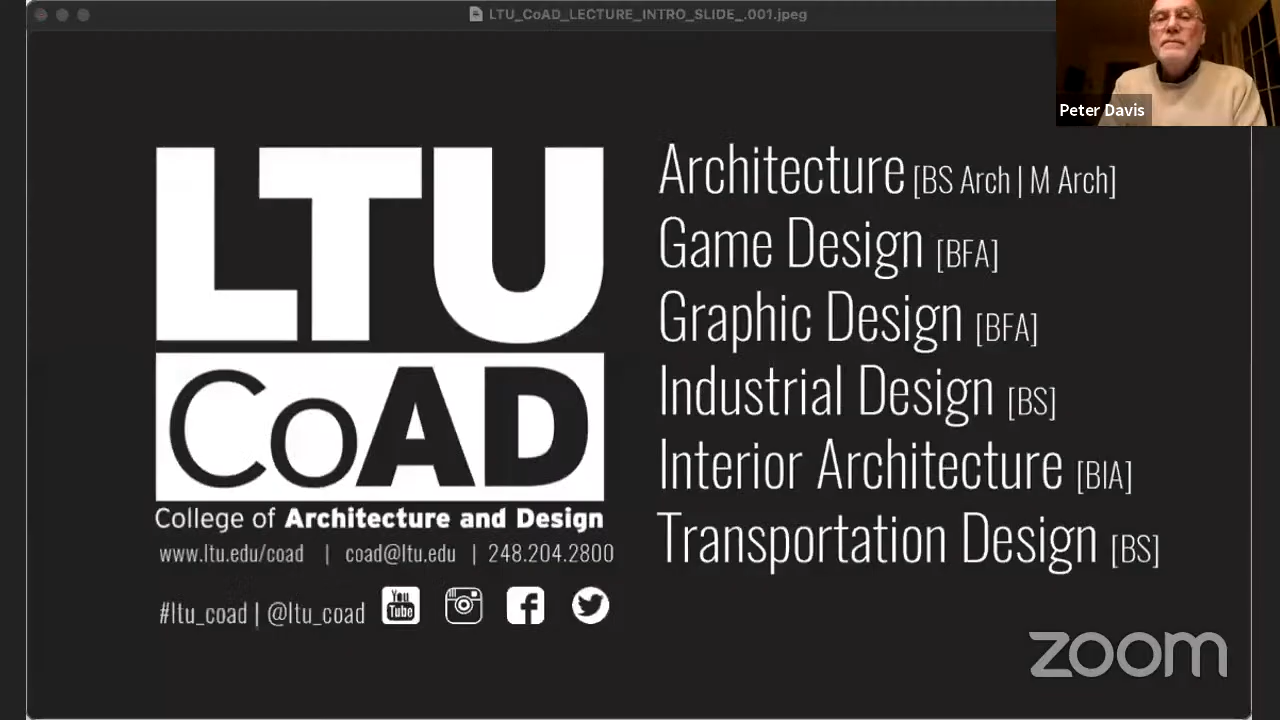 LTU_CoAD_LECTURE_INTRO_SLIDE_.001.jpeg
Peter Davis
LTU
CoAD
College of Architecture and Design
www.ltu.edu/coad | coad@ltu.edu | 248.204.2800
#ltu_coad | @ltu_coad
You
Tube
Architecture [BS Arch | M Arch]
Game Design [BFA]
Graphic Design [BFA]
Industrial Design [BS]
Interior Architecture [BIA]
Transportation Design [BS]
zoom